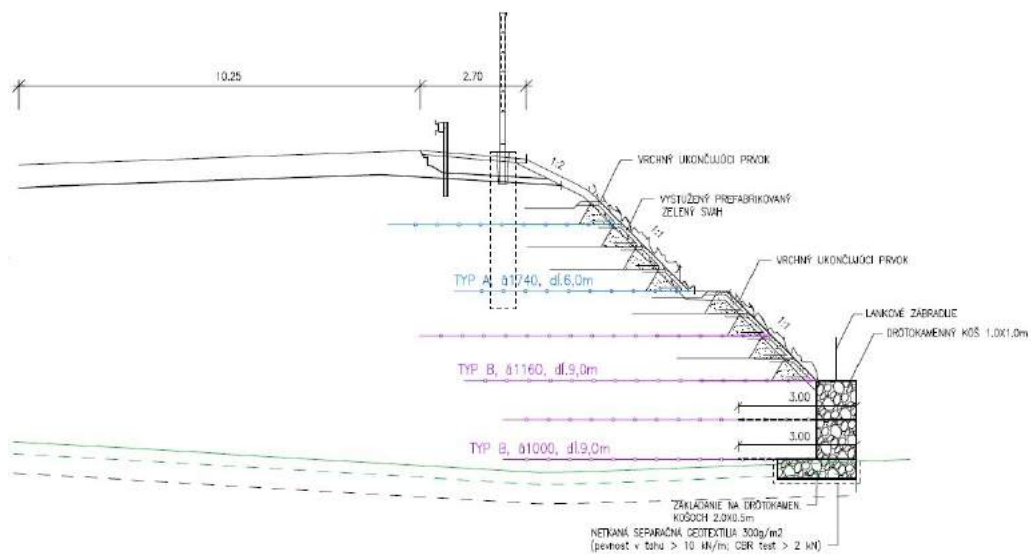 10.25
2.70
1:2
VRCHNÝ UKONČUJÚCI PRVOK
VYSTUŽENÝ PREFABRIKOVANÝ
ZELENÝ SVAH
1:1
VRCHNÝ UKONČUJÚCI PRVOK
TYP A, á1740, dĺ.6,0m
1:1
LANKOVÉ ZÁBRADLIE
DRÔTOKAMENNÝ KÔŠ 1.0X1.0m
TYP B, á1160, dĺ.9,0m
3.00
3.00
TYP B, á1000, dĺ.9,0m
ZAKLADANIE NA DRÔTOKAMEN.
KOŠOCH 2.0X0.5m
NETKANÁ SEPARAČNÁ GEOTEXTILIA 300g/m2
(pevnosť v ťahu > 10 kN/m; CBR test > 2 kN)